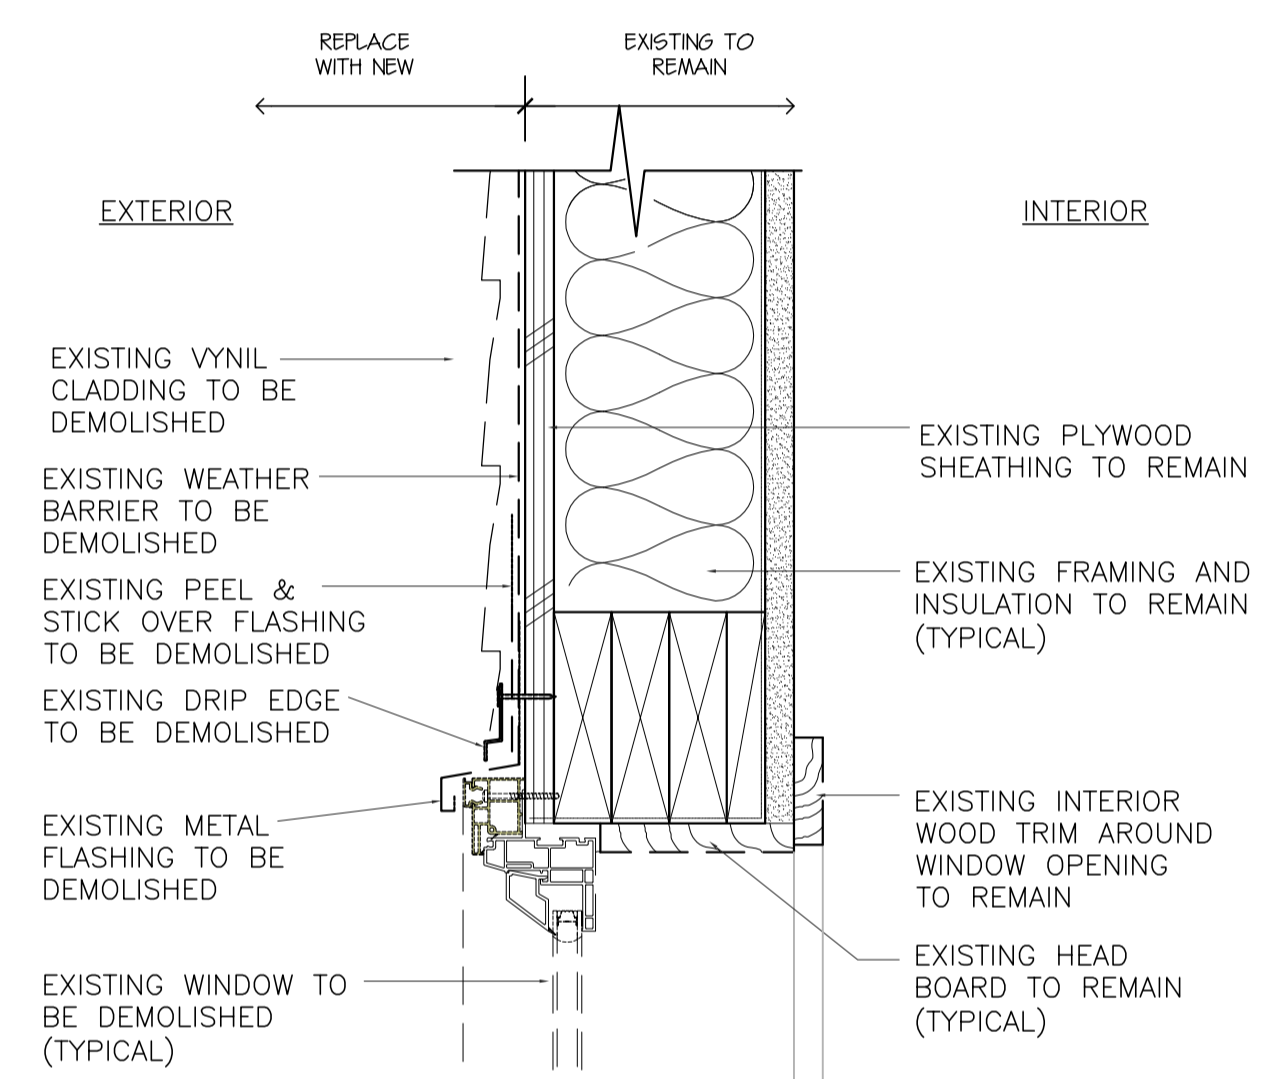 REPLACE
WITH NEW
EXISTING TO
REMAIN
EXTERIOR
INTERIOR
EXISTING VYNIL
CLADDING TO BE
DEMOLISHED
EXISTING WEATHER
BARRIER TO BE
DEMOLISHED
EXISTING PEEL &
STICK OVER FLASHING
TO BE DEMOLISHED
EXISTING DRIP EDGE
TO BE DEMOLISHED
EXISTING METAL
FLASHING TO BE
DEMOLISHED
EXISTING WINDOW TO
BE DEMOLISHED
(TYPICAL)
EXISTING PLYWOOD
SHEATHING TO REMAIN
EXISTING FRAMING AND
INSULATION TO REMAIN
(TYPICAL)
EXISTING INTERIOR
WOOD TRIM AROUND
WINDOW OPENING
TO REMAIN
EXISTING HEAD
BOARD TO REMAIN
(TYPICAL)